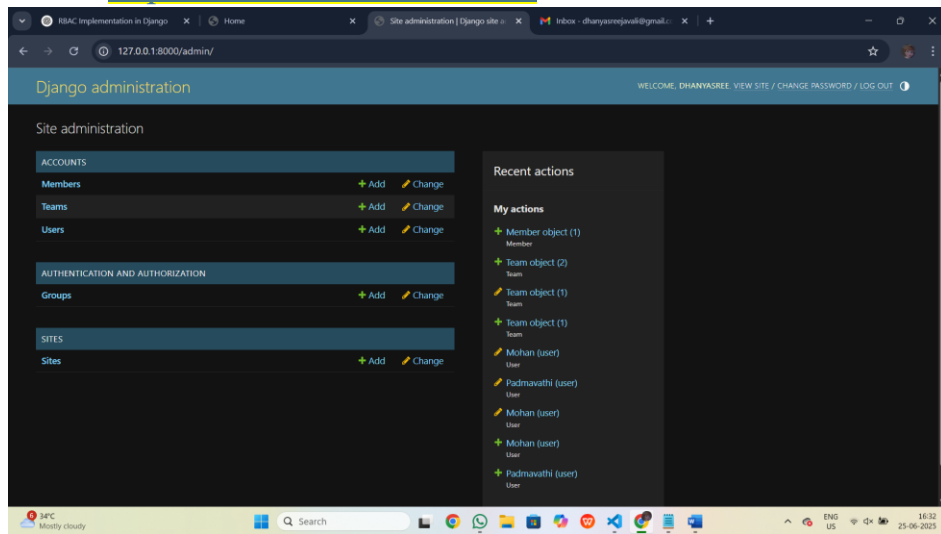 RBAC Implementation in Django
Home
Site administration | Django site a
Inbox - dhanyasreejavali@gmail.c
127.0.0.1:8000/admin/
Django administration
WELCOME, DHANYASREE. VIEW SITE / CHANGE PASSWORD / LOG OUT
Site administration
ACCOUNTS
Members + Add Change
Teams + Add Change
Users + Add Change
AUTHENTICATION AND AUTHORIZATION
Groups + Add Change
SITES
Sites + Add Change
Recent actions
My actions
+ Member object (1)
Member
+ Team object (2)
Team
Team object (1)
Team
+ Team object (1)
Team
Mohan (user)
User
Padmavathi (user)
User
Mohan (user)
User
+ Mohan (user)
User
+ Padmavathi (user)
User
6
34°C
Mostly cloudy
Search
ENG
US
16:32
25-06-2025